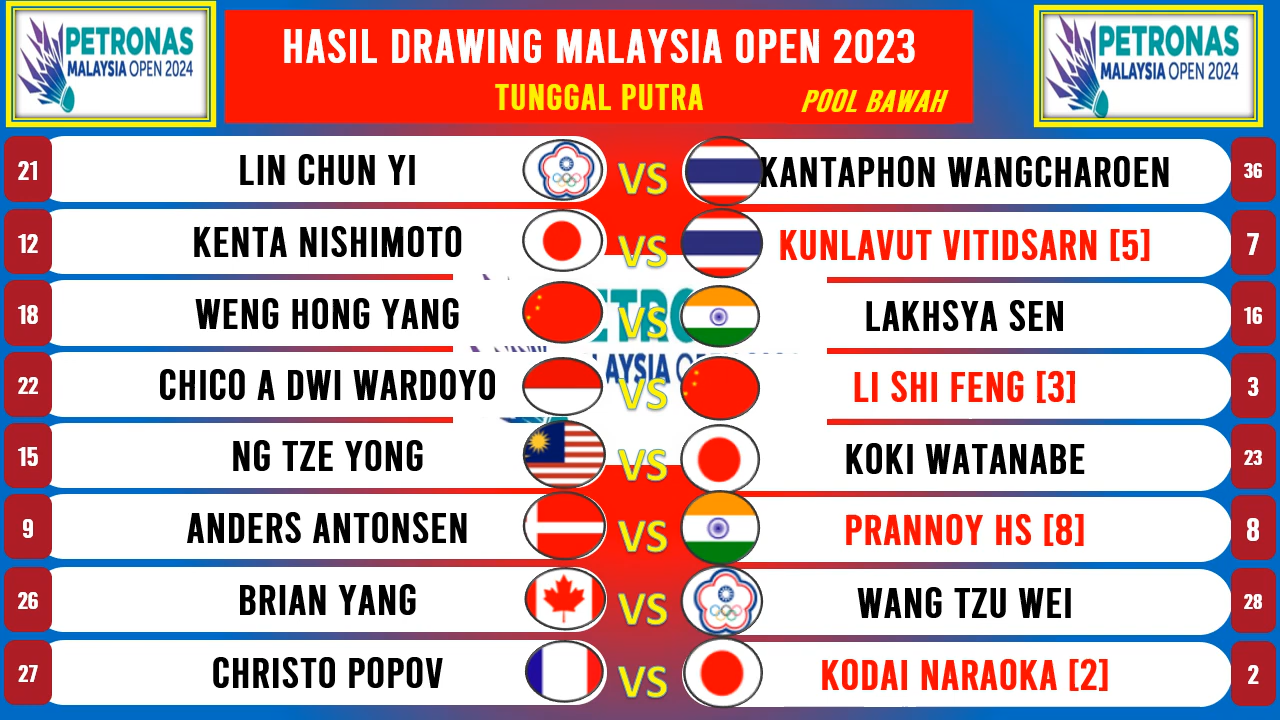 PETRONAS
MALAYSIA OPEN 2024
HASIL DRAWING MALAYSIA OPEN 2023
TUNGGAL PUTRA
POOL BAWAH
PETRONAS
MALAYSIA OPEN 2024
21 LIN CHUN YI VS KANTAPHON WANGCHAROEN 36
12 KENTA NISHIMOTO VS KUNLAVUT VITIDSARN [5] 7
18 WENG HONG YANG VS LAKHSYA SEN 16
22 CHICO A DWI WARDOYO VS LI SHI FENG [3] 3
15 NG TZE YONG VS KOKI WATANABE 23
9 ANDERS ANTONSEN VS PRANNOY HS [8] 8
26 BRIAN YANG VS WANG TZU WEI 28
27 CHRISTO POPOV VS KODAI NARAOKA [2] 2